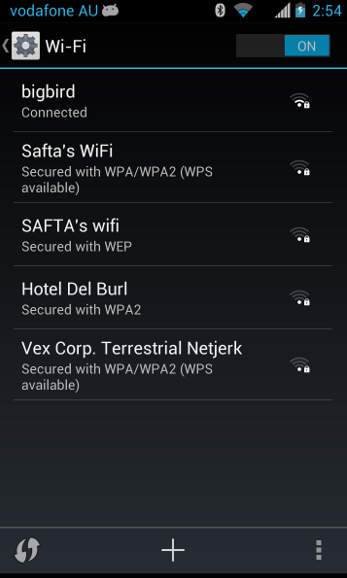 vodafone AU 2:54
Wi-Fi ON
bigbird
Connected
Safta's WiFi
Secured with WPA/WPA2 (WPS
available)
SAFTA's wifi
Secured with WEP
Hotel Del Burl
Secured with WPA2
Vex Corp. Terrestrial Netjerk
Secured with WPA/WPA2 (WPS
available)